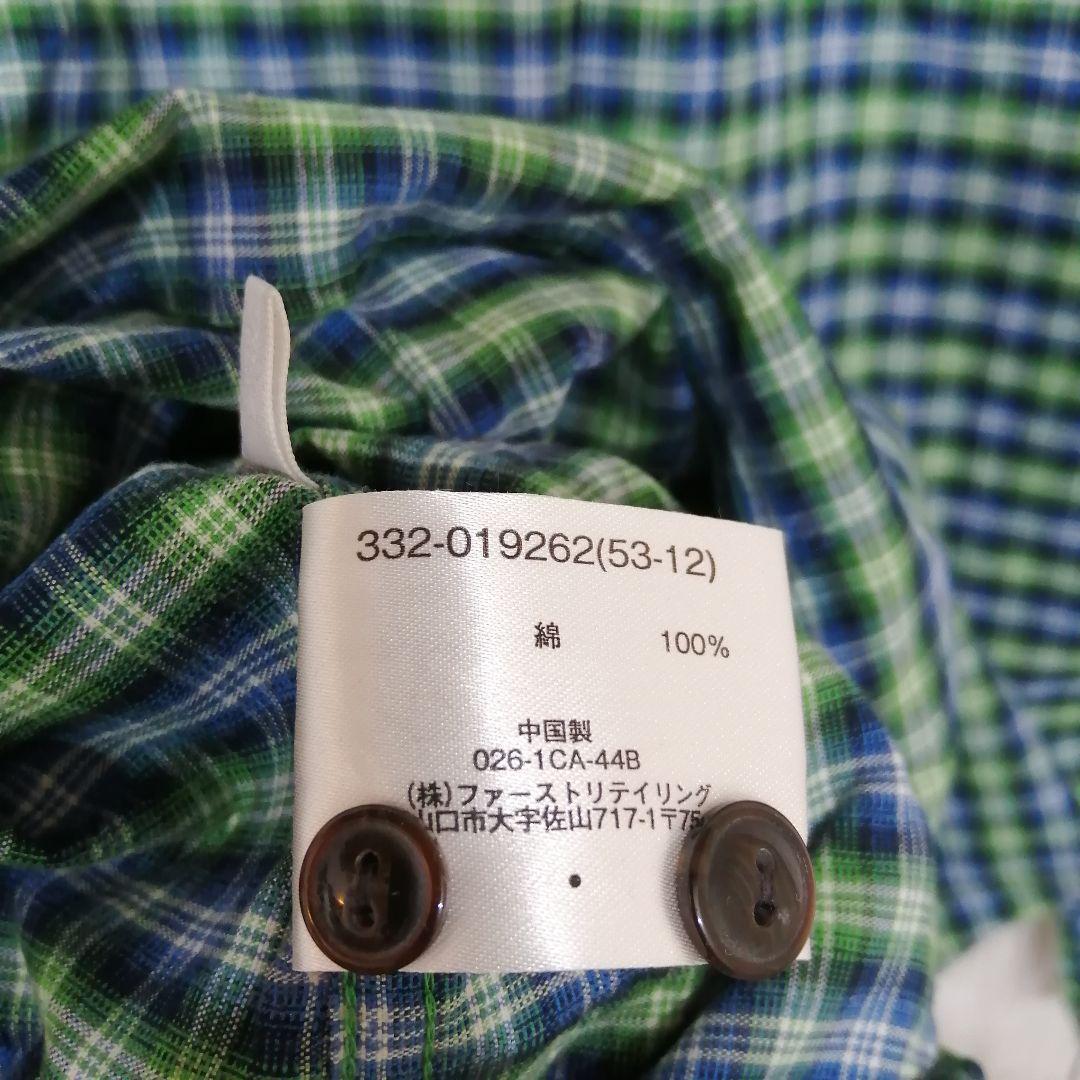 332-019262(53-12)
綿 100%
中国製
026-1CA-44B
(株)ファーストリテイリング
山口市大字佐山717-1〒75